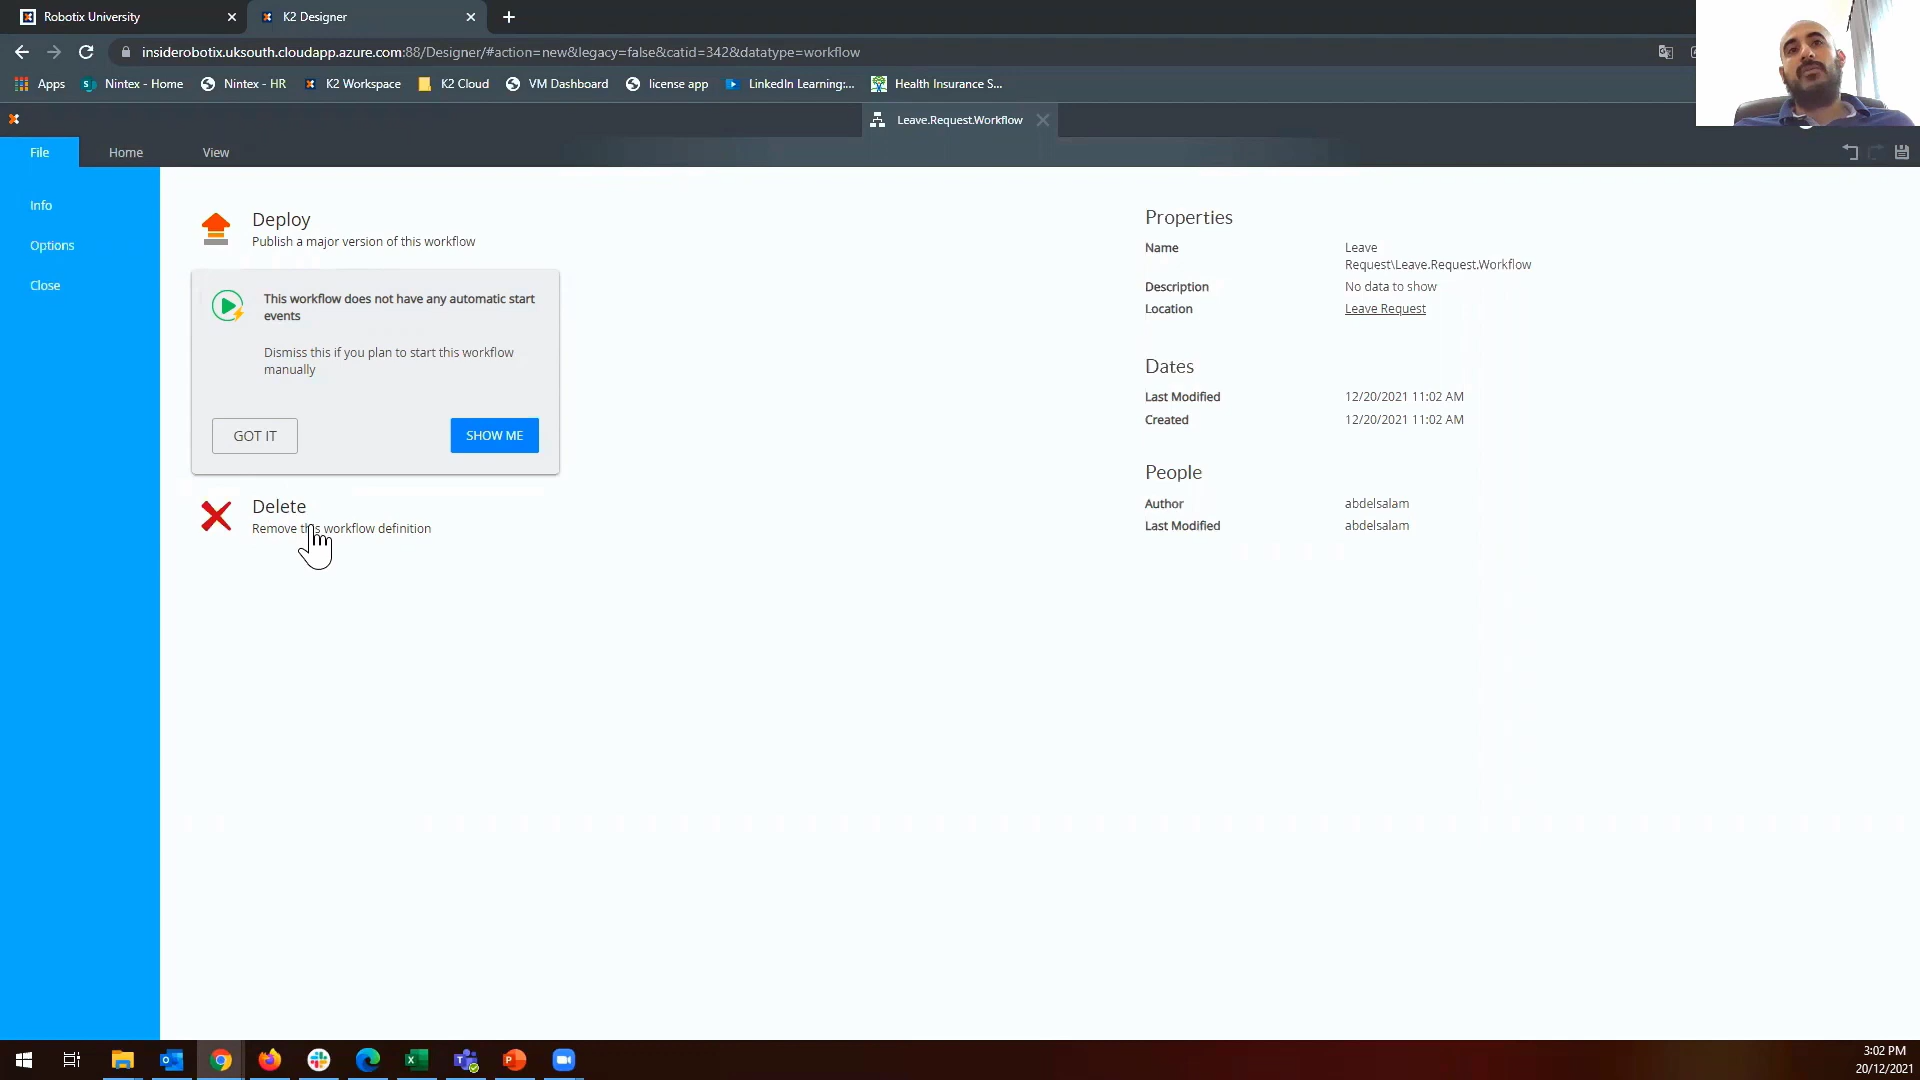 Robotix University
K2 Designer
insiderobotix.uksouth.cloudapp.azure.com:88/Designer/#action=new&legacy=false&catid=342&datatype=workflow
Apps
Nintex - Home
Nintex - HR
K2 Workspace
K2 Cloud
VM Dashboard
license app
LinkedIn Learning:...
Health Insurance S...
Leave.Request.Workflow
File
Home
View
Info
Options
Close
Deploy
Publish a major version of this workflow
This workflow does not have any automatic start
events
Dismiss this if you plan to start this workflow
manually
GOT IT
SHOW ME
Delete
Remove this workflow definition
Properties
Name
Leave
Request\Leave.Request.Workflow
Description
No data to show
Location
Leave Request
Dates
Last Modified
12/20/2021 11:02 AM
Created
12/20/2021 11:02 AM
People
Author
abdelsalam
Last Modified
abdelsalam
3:02 PM
20/12/2021